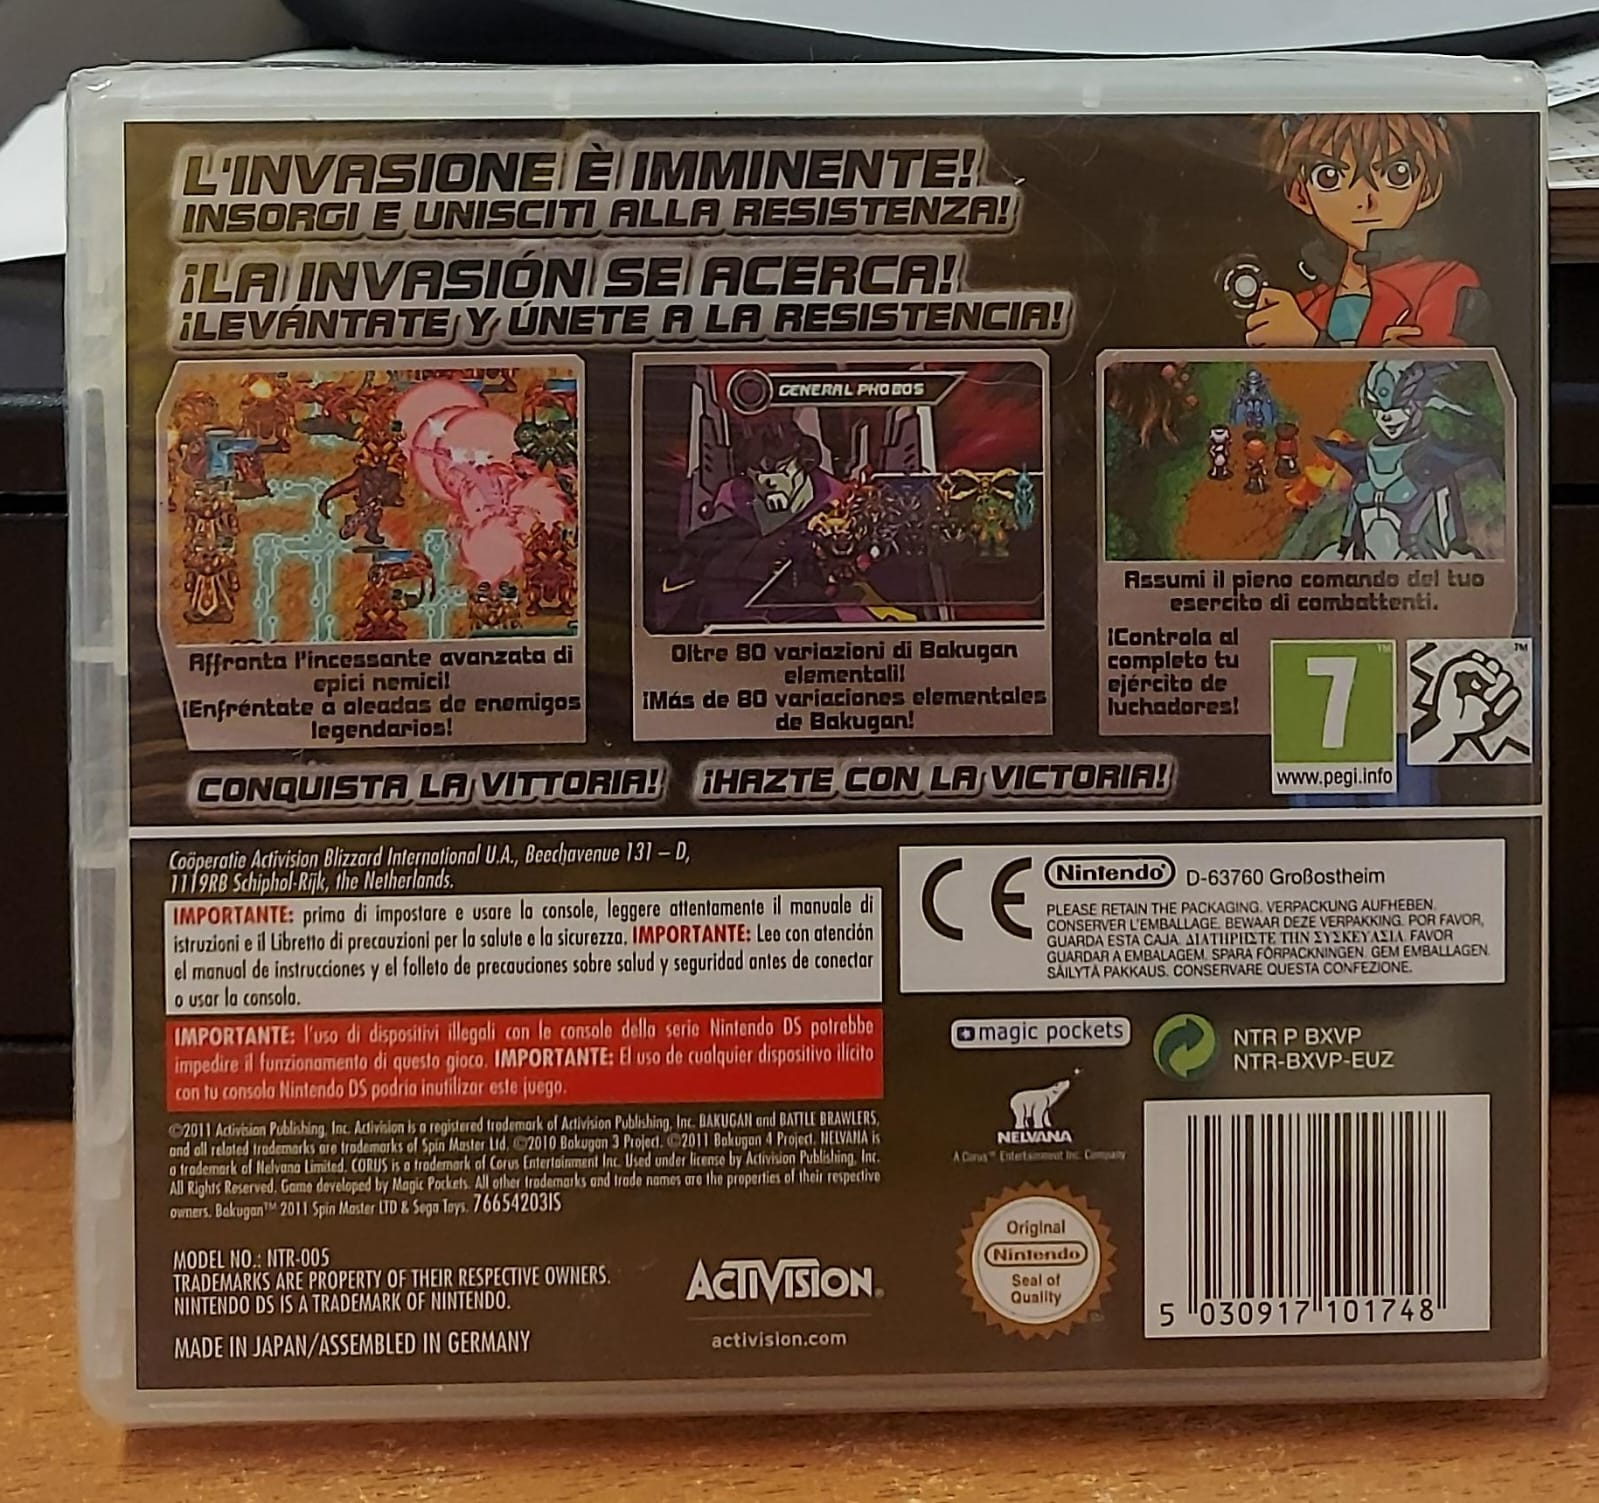 L'INVASIONE È IMMINENTE!
INSORGI E UNISCITI ALLA RESISTENZA!
¡LA INVASIÓN SE ACERCA!
¡LEVÁNTATE Y ÚNETE A LA RESISTENCIA!
GENERAL PHOBOS
Affronta l'incessante avanzata di
epici nemici!
¡Enfréntate a oleadas de enemigos
legendarios!
Oltre 80 variazioni di Bakugan
elementali!
¡Más de 80 variaciones elementales
de Bakugan!
Assumi il pieno comando del tuo
esercito di combattenti.
¡Controla al
completo tu
ejército de
luchadores!
7
TM
TM
www.pegi.info
CONQUISTA LA VITTORIA!
¡HAZTE CON LA VICTORIA!
Coöperatie Activision Blizzard International U.A., Beechavenue 131 – D,
1119RB Schiphol-Rijk, the Netherlands.
IMPORTANTE: prima di impostare e usare la console, leggere attentamente il manuale di
istruzioni e il Libretto di precauzioni per la salute e la sicurezza. IMPORTANTE: Lee con atención
el manual de instrucciones y el folleto de precauciones sobre salud y seguridad antes de conectar
o usar la consola.
IMPORTANTE: l'uso di dispositivi illegali con le console della serie Nintendo DS potrebbe
impedire il funzionamento di questo gioco. IMPORTANTE: El uso de cualquier dispositivo ilícito
con tu consola Nintendo DS podría inutilizar este juego.
©2011 Activision Publishing, Inc. Activision is a registered trademark of Activision Publishing, Inc. BAKUGAN and BATTLE BRAWLERS,
and all related trademarks are trademarks of Spin Master Ltd. ©2010 Bakugan 3 Project. ©2011 Bakugan 4 Project. NELVANA is
a trademark of Nelvana Limited. CORUS is a trademark of Corus Entertainment Inc. Used under license by Activision Publishing, Inc.
All Rights Reserved. Game developed by Magic Pockets. All other trademarks and trade names are the properties of their respective
owners. Bakugan™ 2011 Spin Master LTD & Sega Toys. 76654203IS
MODEL NO.: NTR-005
TRADEMARKS ARE PROPERTY OF THEIR RESPECTIVE OWNERS.
NINTENDO DS IS A TRADEMARK OF NINTENDO.
MADE IN JAPAN/ASSEMBLED IN GERMANY
ACTIVISION
activision.com
CE
Nintendo D-63760 Großostheim
PLEASE RETAIN THE PACKAGING. VERPACKUNG AUFHEBEN.
CONSERVER L'EMBALLAGE. BEWAAR DEZE VERPAKKING. POR FAVOR,
GUARDA ESTA CAJA. ΔΙΑΤΗΡΗΣΤΕ ΤΗΝ ΣΥΣΚΕΥΑΣΙΑ. FAVOR
GUARDAR A EMBALAGEM. SPARA FÖRPACKNINGEN. GEM EMBALLAGEN.
SÄILYTÄ PAKKAUS. CONSERVARE QUESTA CONFEZIONE.
magic pockets
NTR P BXVP
NTR-BXVP-EUZ
NELVANA
A Corus™ Entertainment Inc. Company
Original
Nintendo
Seal of
Quality
5 030917 101748